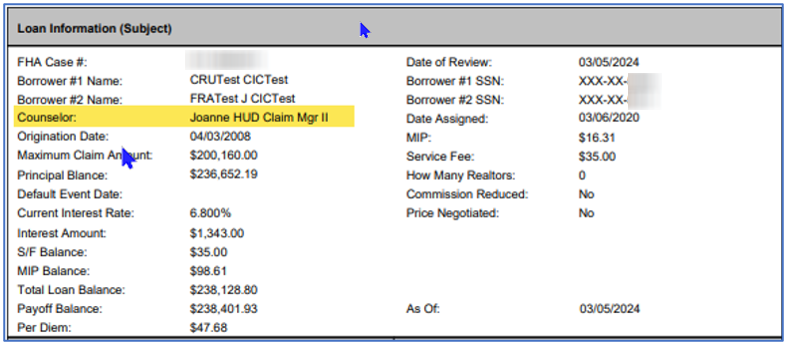 Loan Information (Subject)
FHA Case #: Date of Review: 03/05/2024
Borrower #1 Name: CRUTest CICTest Borrower #1 SSN: XXX-XX-
Borrower #2 Name: FRATest J CICTest Borrower #2 SSN: XXX-XX-
Counselor: Joanne HUD Claim Mgr II Date Assigned: 03/06/2020
Origination Date: 04/03/2008 MIP: $16.31
Maximum Claim Amount: $200,160.00 Service Fee: $35.00
Principal Blance: $236,652.19 How Many Realtors: 0
Default Event Date: Commission Reduced: No
Current Interest Rate: 6.800% Price Negotiated: No
Interest Amount: $1,343.00
S/F Balance: $35.00
MIP Balance: $98.61
Total Loan Balance: $238,128.80
Payoff Balance: $238,401.93 As Of: 03/05/2024
Per Diem: $47.68